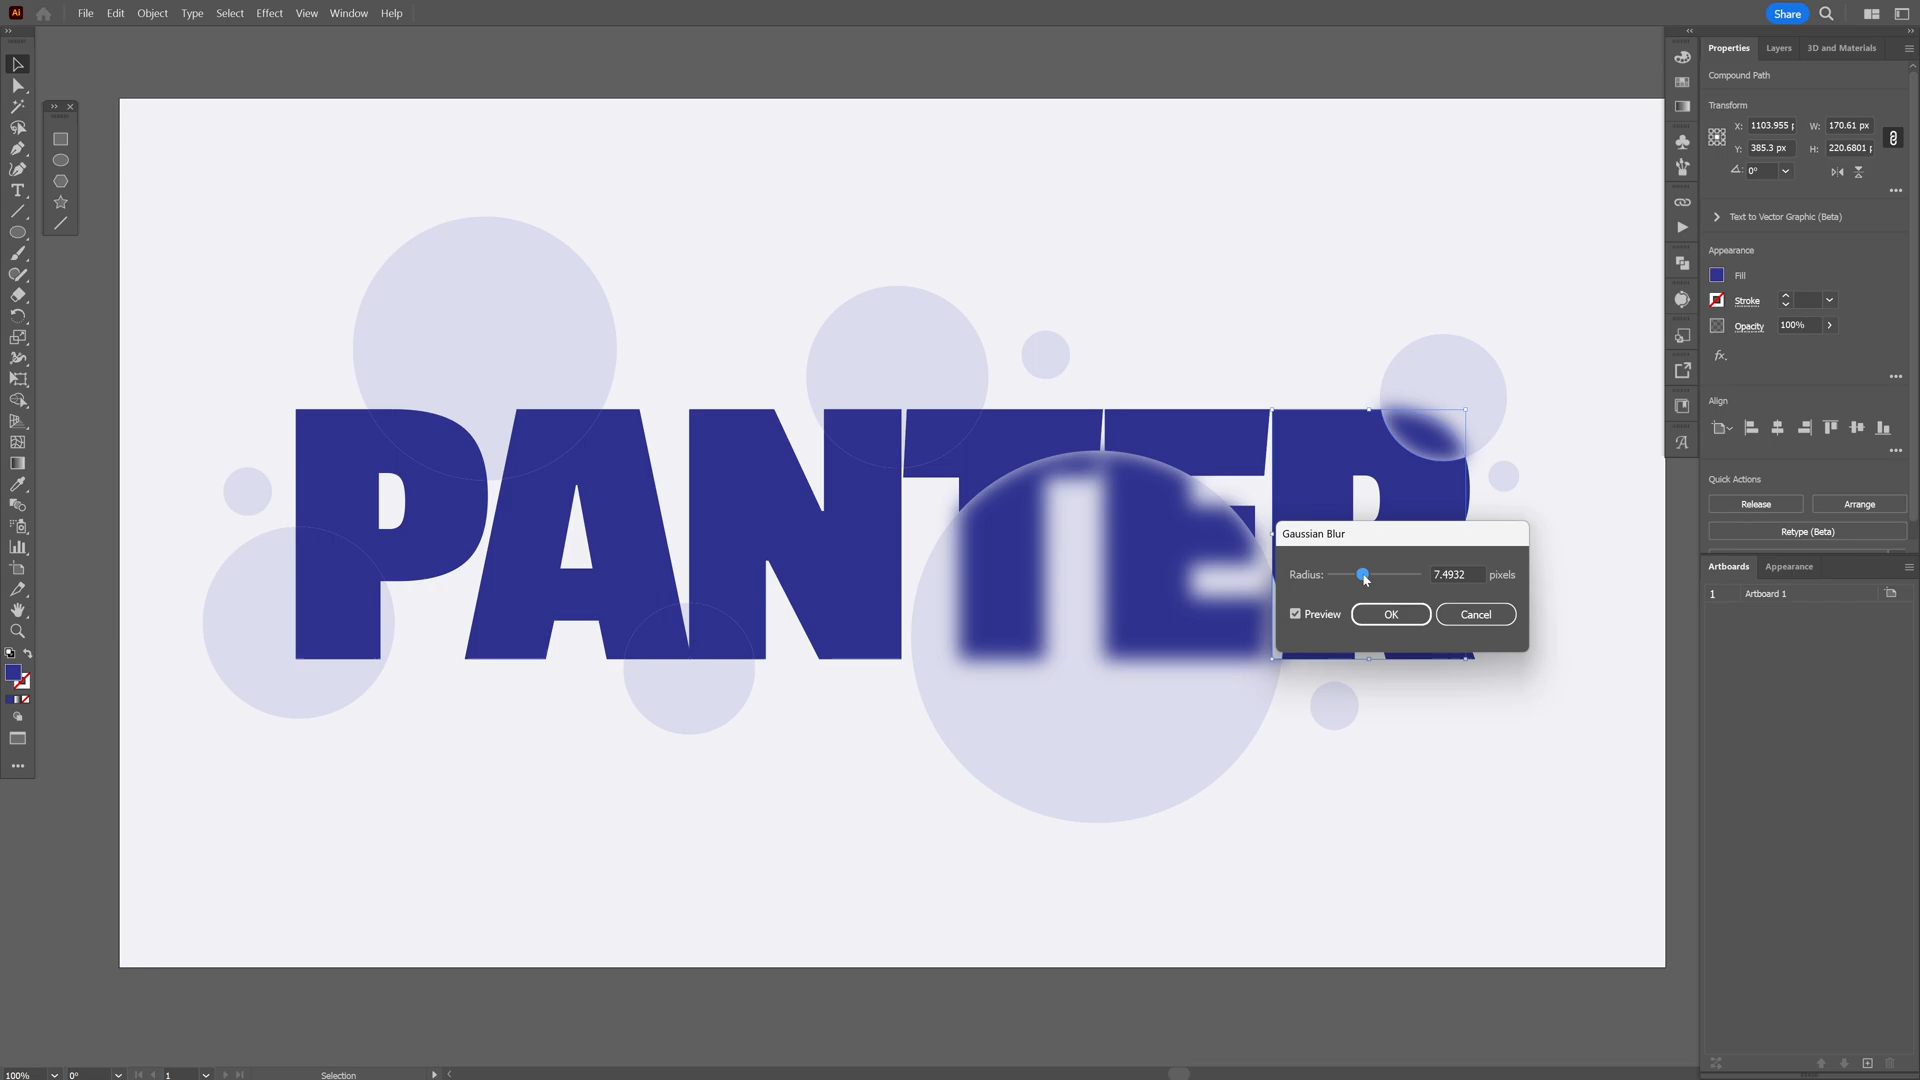 Ai File Edit Object Type Select Effect View Window Help Share
Properties Layers 3D and Materials
Compound Path
Transform
X: 1103.955 p W: 170.61 px
Y: 385.3 px H: 220.6801 p
0°
Text to Vector Graphic (Beta)
Appearance
Fill
Stroke
Opacity 100%
fx.
Align
Quick Actions
Release Arrange
Retype (Beta)
Artboards Appearance
1 Artboard 1
PANTER
Gaussian Blur
Radius: 7.4932 pixels
Preview OK Cancel
100% 0° 1 Selection